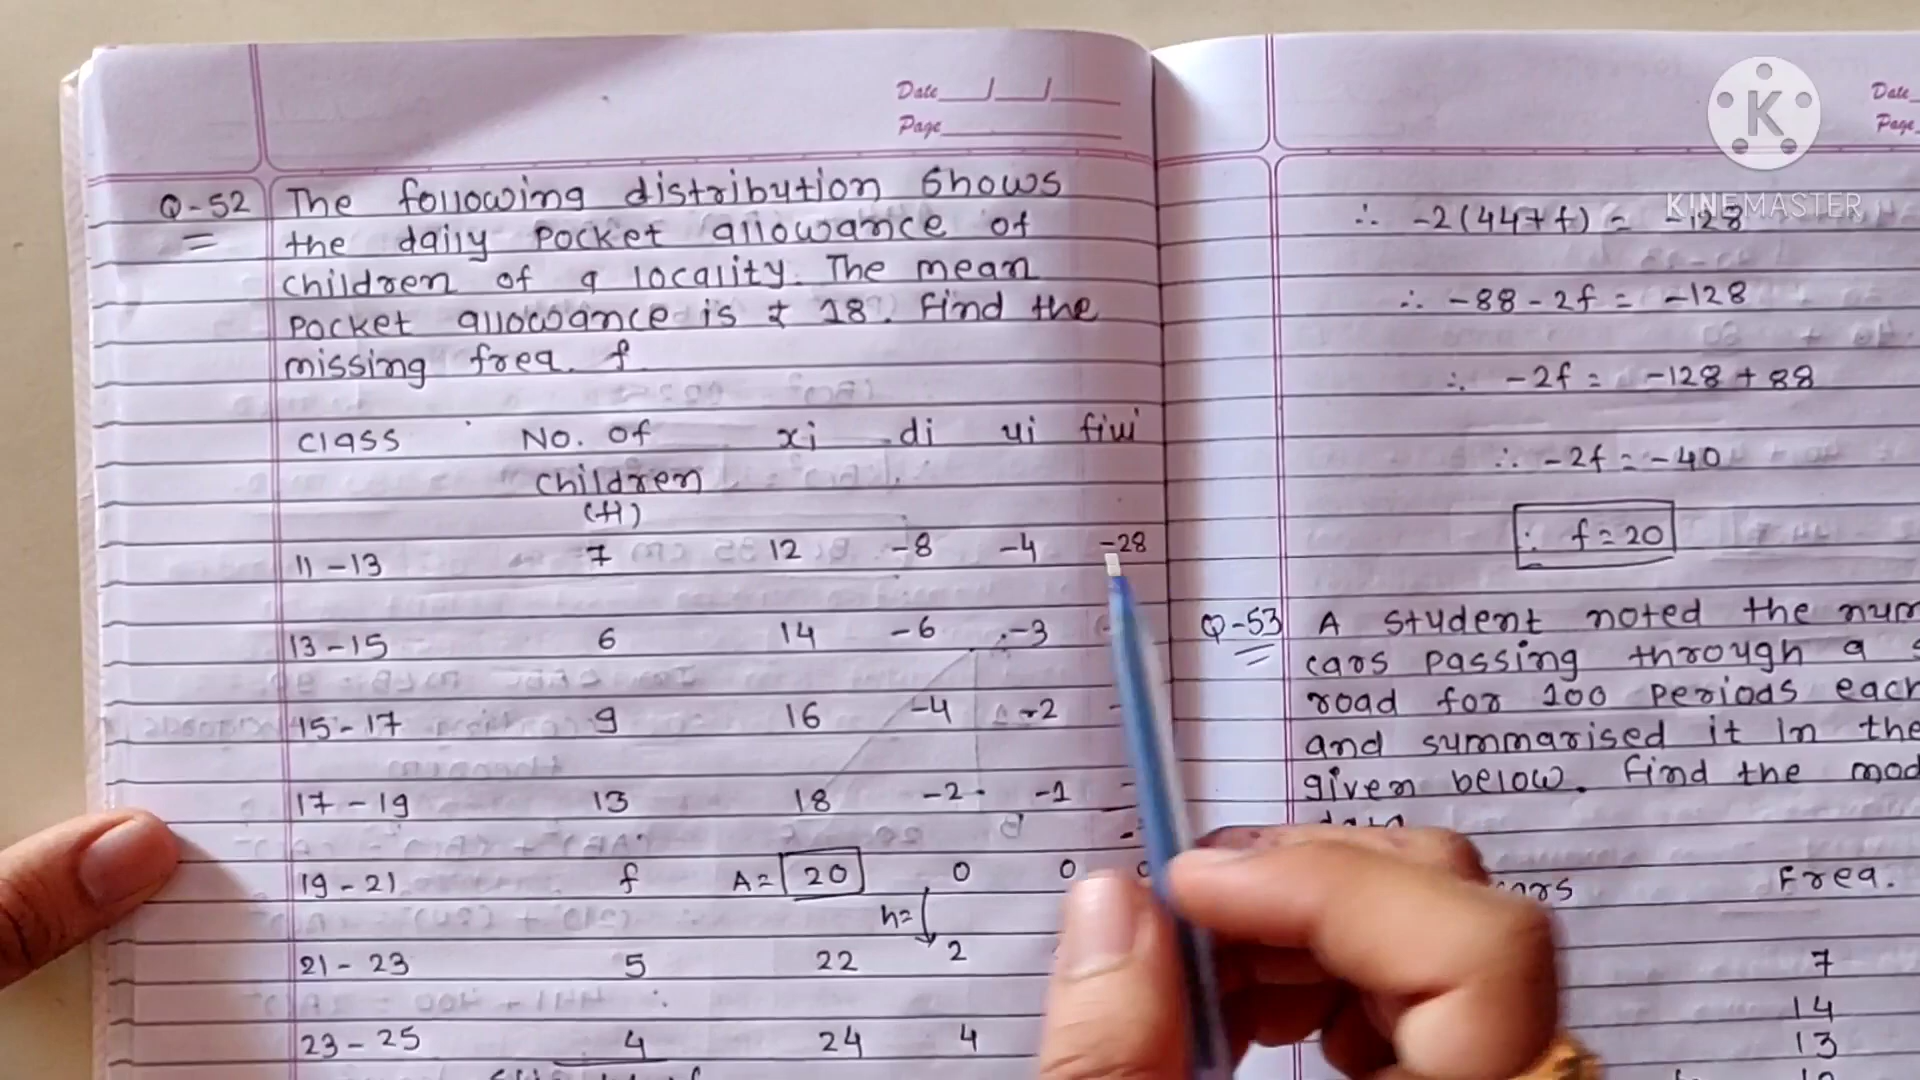 Date
Page
Q-52 The following distribution shows
the daily pocket allowance of
children of a locality. The mean
pocket allowance is ₹ 18. Find the
missing freq. f
class No. of xi di ui fiui
children
(fi)
11-13 7 12 -8 -4 -28
13-15 6 14 -6 -3
15-17 9 16 -4 -2
17-19 13 18 -2 -1
19-21 f A= 20 0 0
h=
21-23 5 22 2
23-25 4 24 4
Date
Page
K
KINEMASTER
∴ -2(44+f) = -128
∴ -88-2f = -128
∴ -2f = -128+88
∴ -2f = -40
∴ f=20
Q-53 A student noted the num
cars passing through a s
road for 100 periods each
and summarised it in the
given below. Find the mod
data
cars Freq.
7
14
13